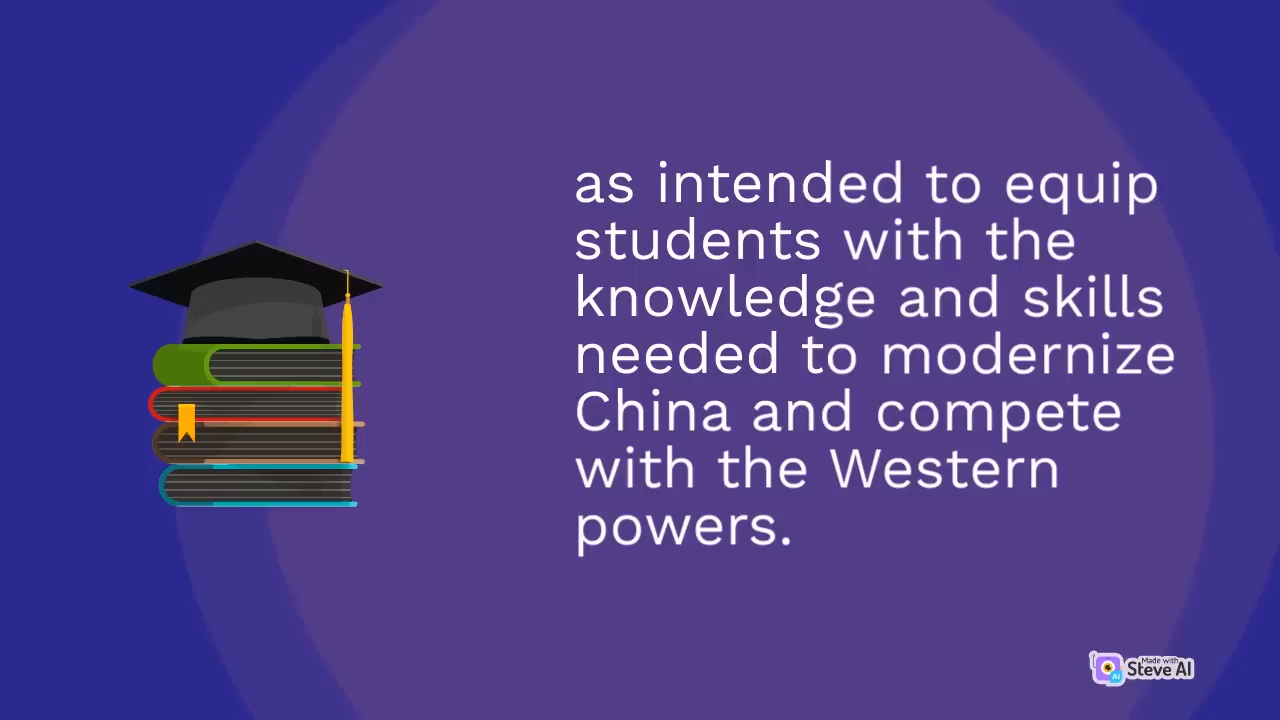 as intended to equip
students with the
knowledge and skills
needed to modernize
China and compete
with the Western
powers.
Made with
Steve AI
AI